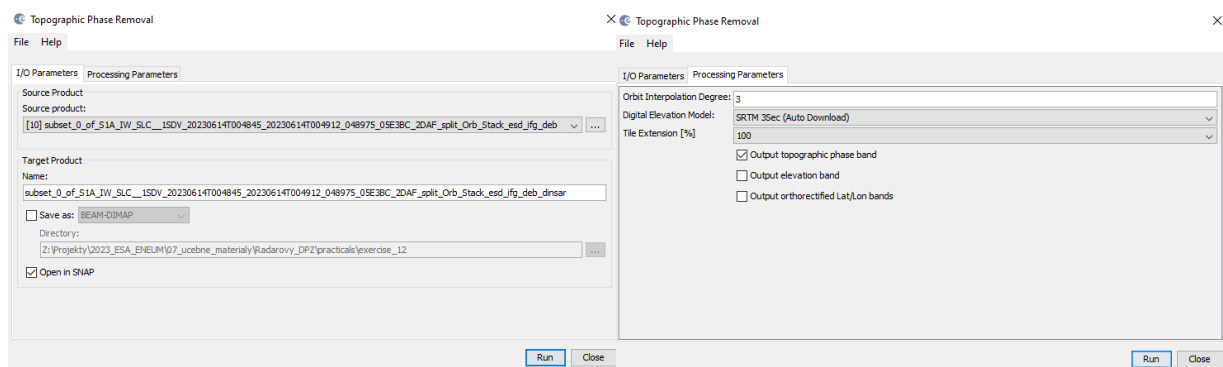 Topographic Phase Removal
File Help
I/O Parameters Processing Parameters
Source Product
Source product:
[10] subset_0_of_S1A_IW_SLC__1SDV_20230614T004845_20230614T004912_048975_05E3BC_2DAF_split_Orb_Stack_esd_ifg_deb ...
Target Product
Name:
subset_0_of_S1A_IW_SLC__1SDV_20230614T004845_20230614T004912_048975_05E3BC_2DAF_split_Orb_Stack_esd_ifg_deb_dinsar
Save as: BEAM-DIMAP
Directory:
Z:\Projekty\2023_ESA_ENEUM\07_ucebne_materialy\Radarovy_DPZ\practicals\exercise_12 ...
Open in SNAP
Run Close
Topographic Phase Removal
File Help
I/O Parameters Processing Parameters
Orbit Interpolation Degree: 3
Digital Elevation Model: SRTM 3Sec (Auto Download)
Tile Extension [%] 100
Output topographic phase band
Output elevation band
Output orthorectified Lat/Lon bands
Run Close